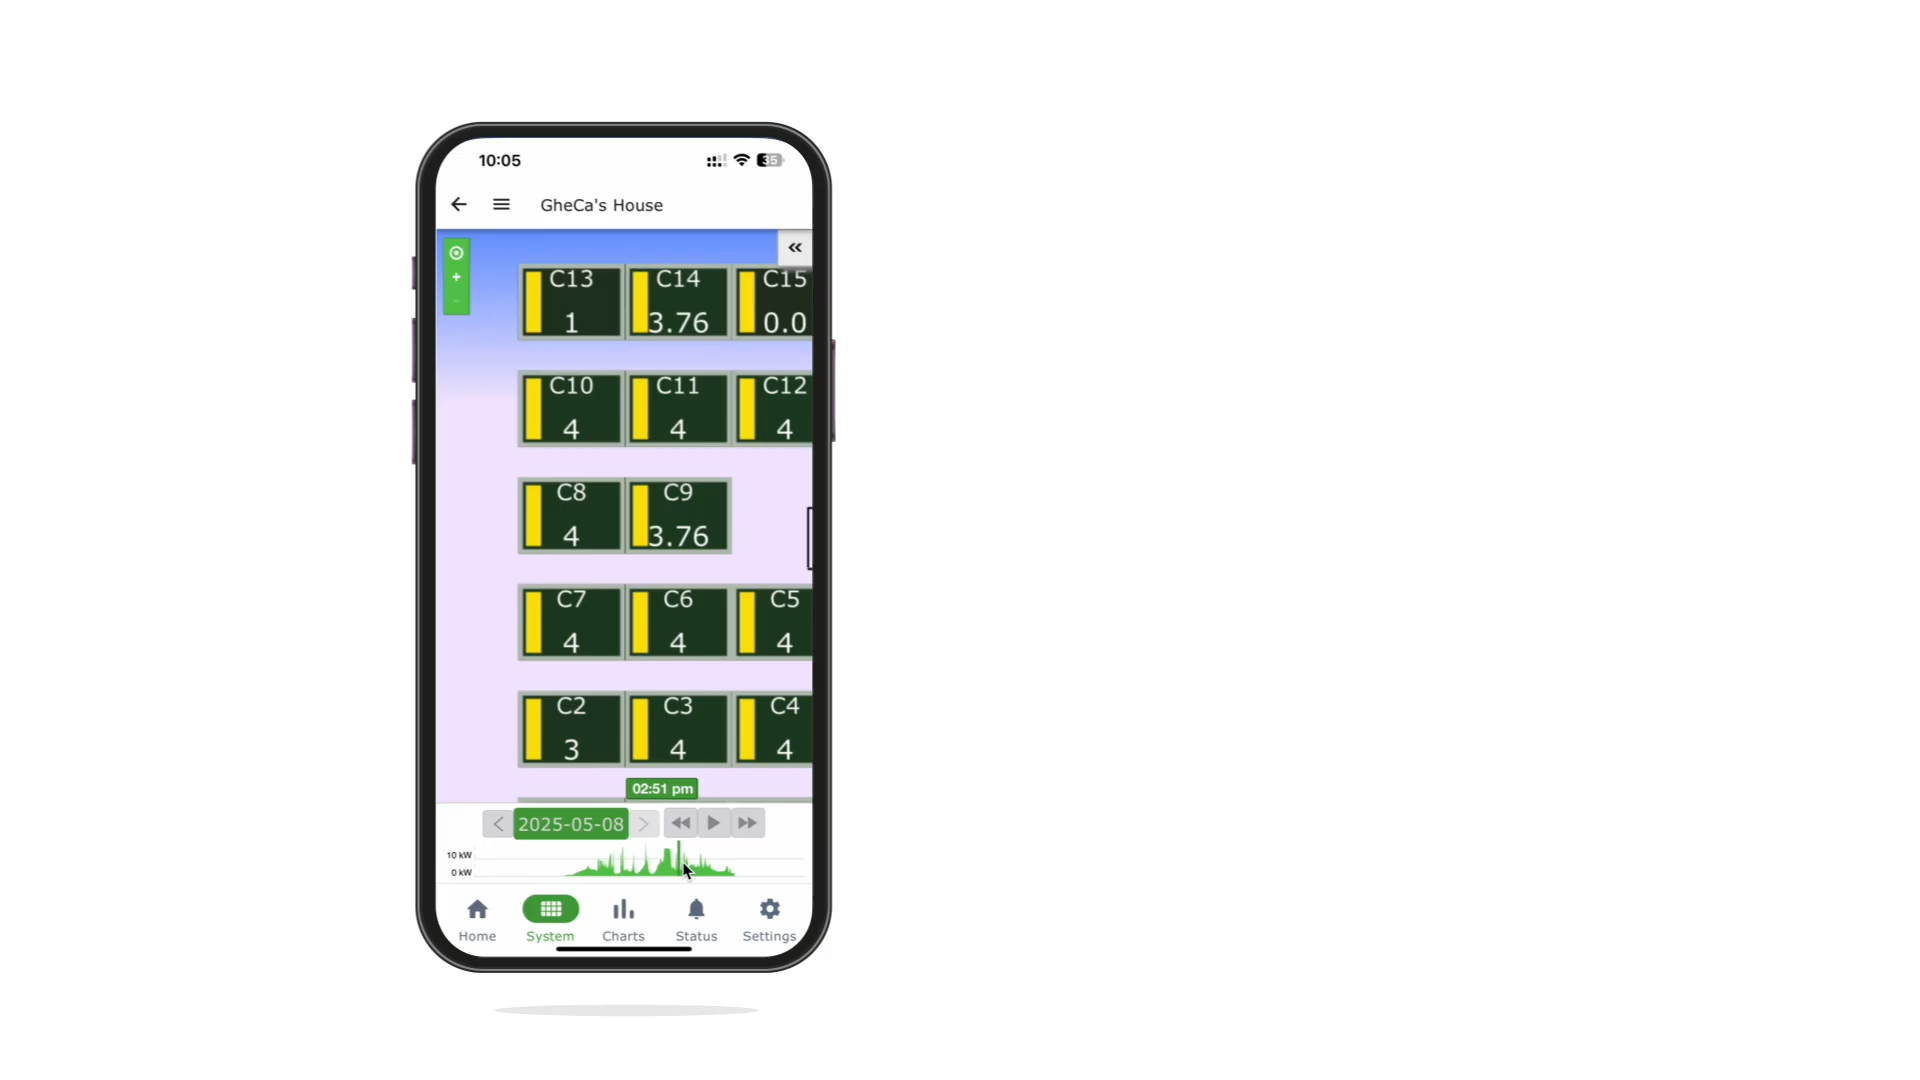 10:05
35
GheCa's House
C13 C14 C15
1 3.76 0.0
C10 C11 C12
4 4 4
C8 C9
4 3.76
C7 C6 C5
4 4 4
C2 C3 C4
3 4 4
02:51 pm
2025-05-08
10 kW
0 kW
Home System Charts Status Settings